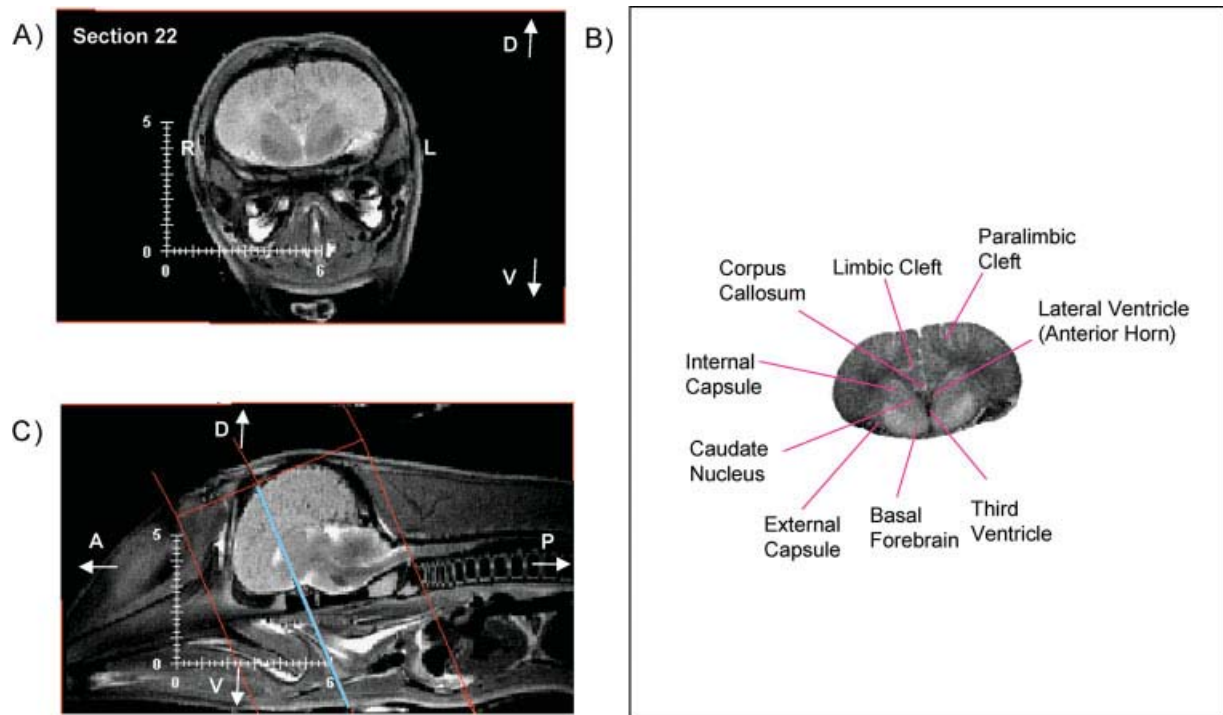 A)
Section 22
D
5
R
L
0
0
6
V
B)
Paralimbic
Cleft
Limbic Cleft
Corpus
Callosum
Lateral Ventricle
(Anterior Horn)
Internal
Capsule
Caudate
Nucleus
External
Capsule
Basal
Forebrain
Third
Ventricle
C)
D
5
A
P
0
0
6
V